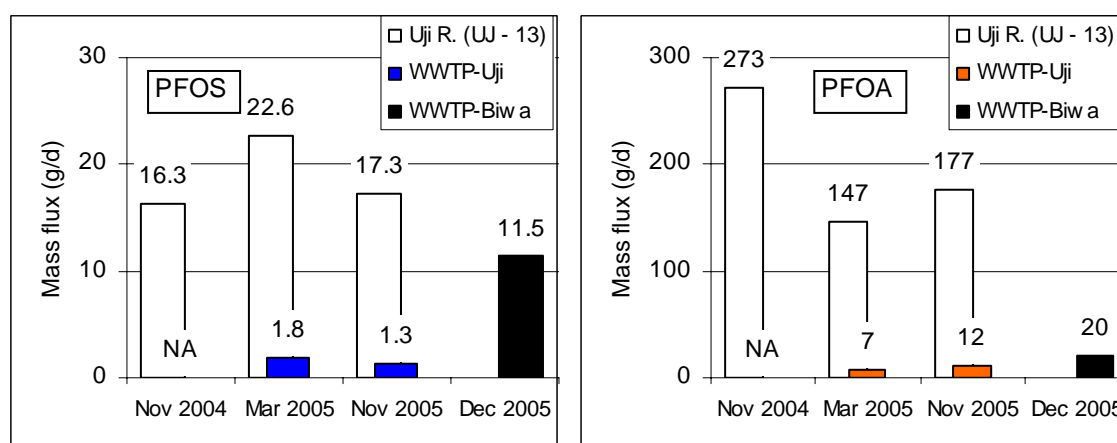 Uji R. (UJ - 13)
WWTP-Uji
WWTP-Biw a
PFOS
30
20
10
0
Mass flux (g/d)
16.3
22.6
17.3
11.5
NA
1.8
1.3
Nov 2004 Mar 2005 Nov 2005 Dec 2005
Uji R. (UJ - 13)
WWTP-Uji
WWTP-Biw a
PFOA
300
200
100
0
Mass flux (g/d)
273
147
177
20
NA
7
12
Nov 2004 Mar 2005 Nov 2005 Dec 2005